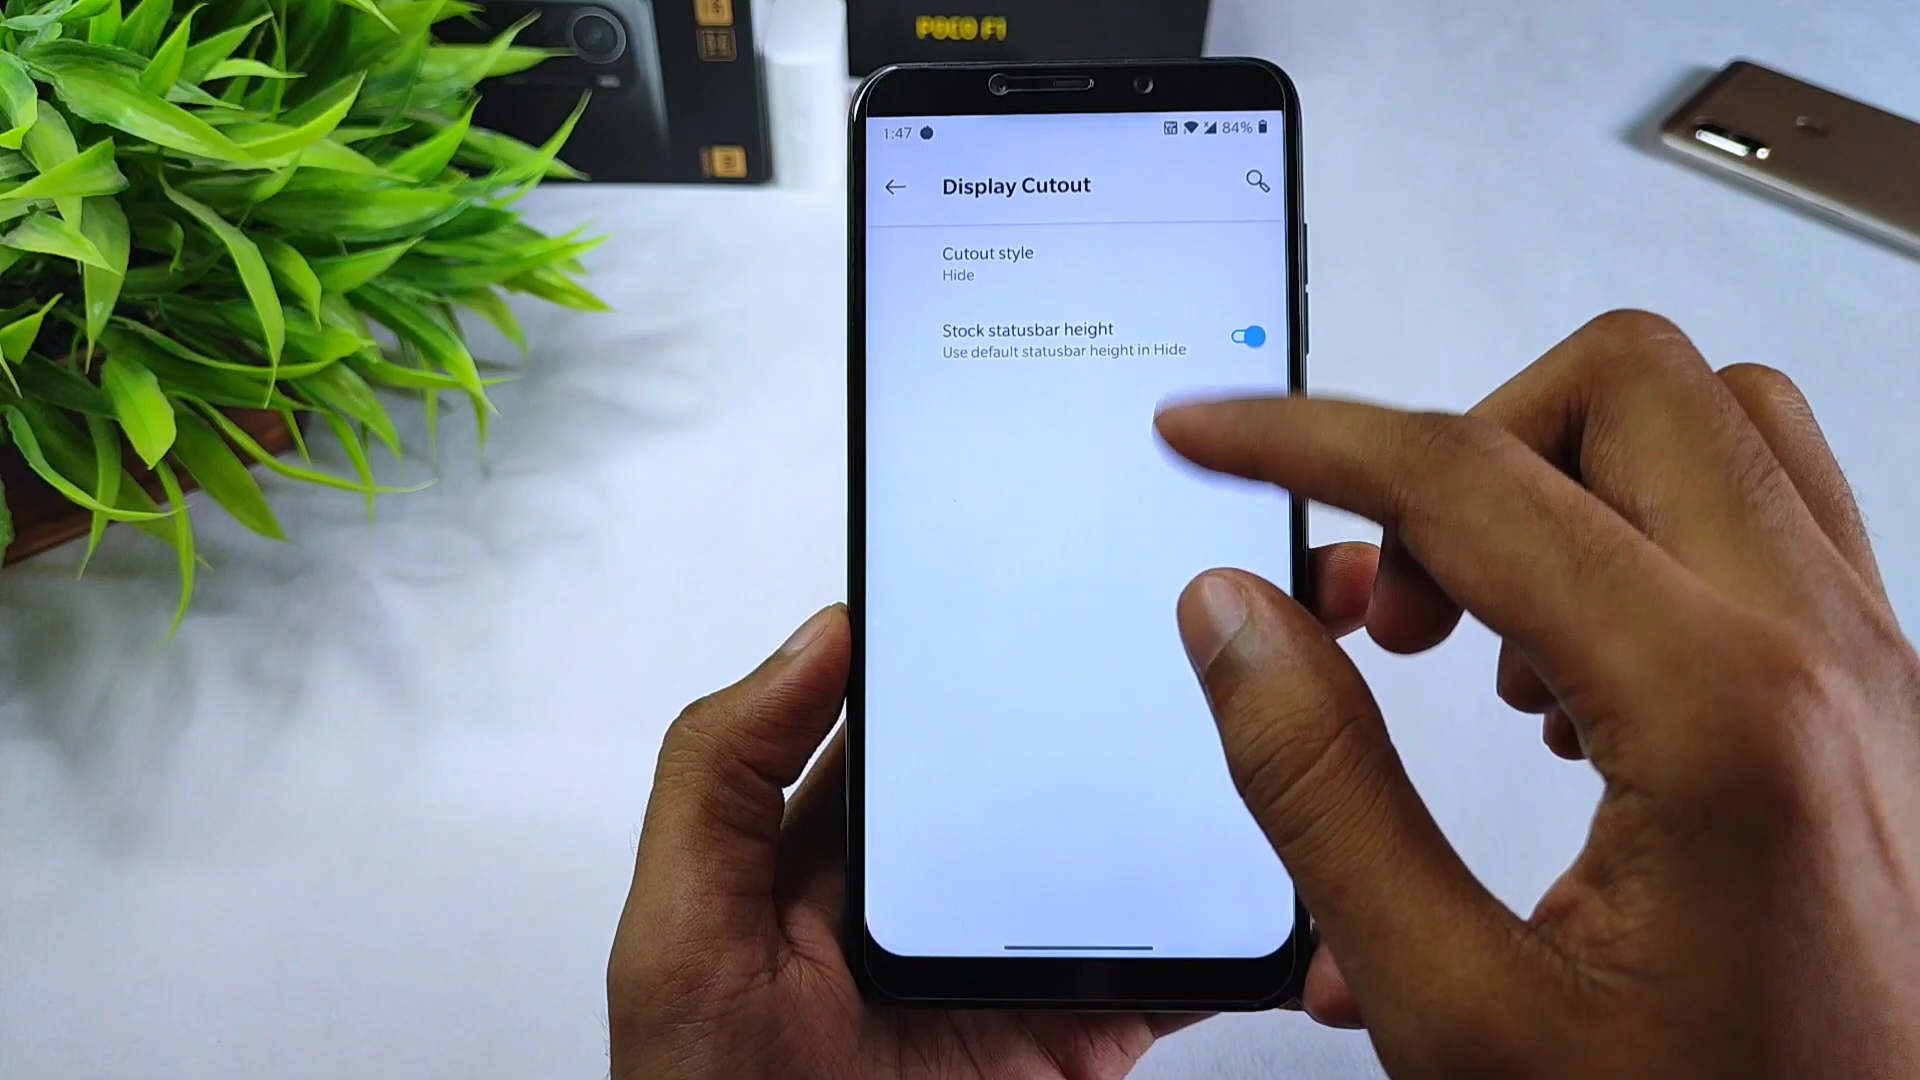 POCO F1
1:47
84%
Display Cutout
Cutout style
Hide
Stock statusbar height
Use default statusbar height in Hide